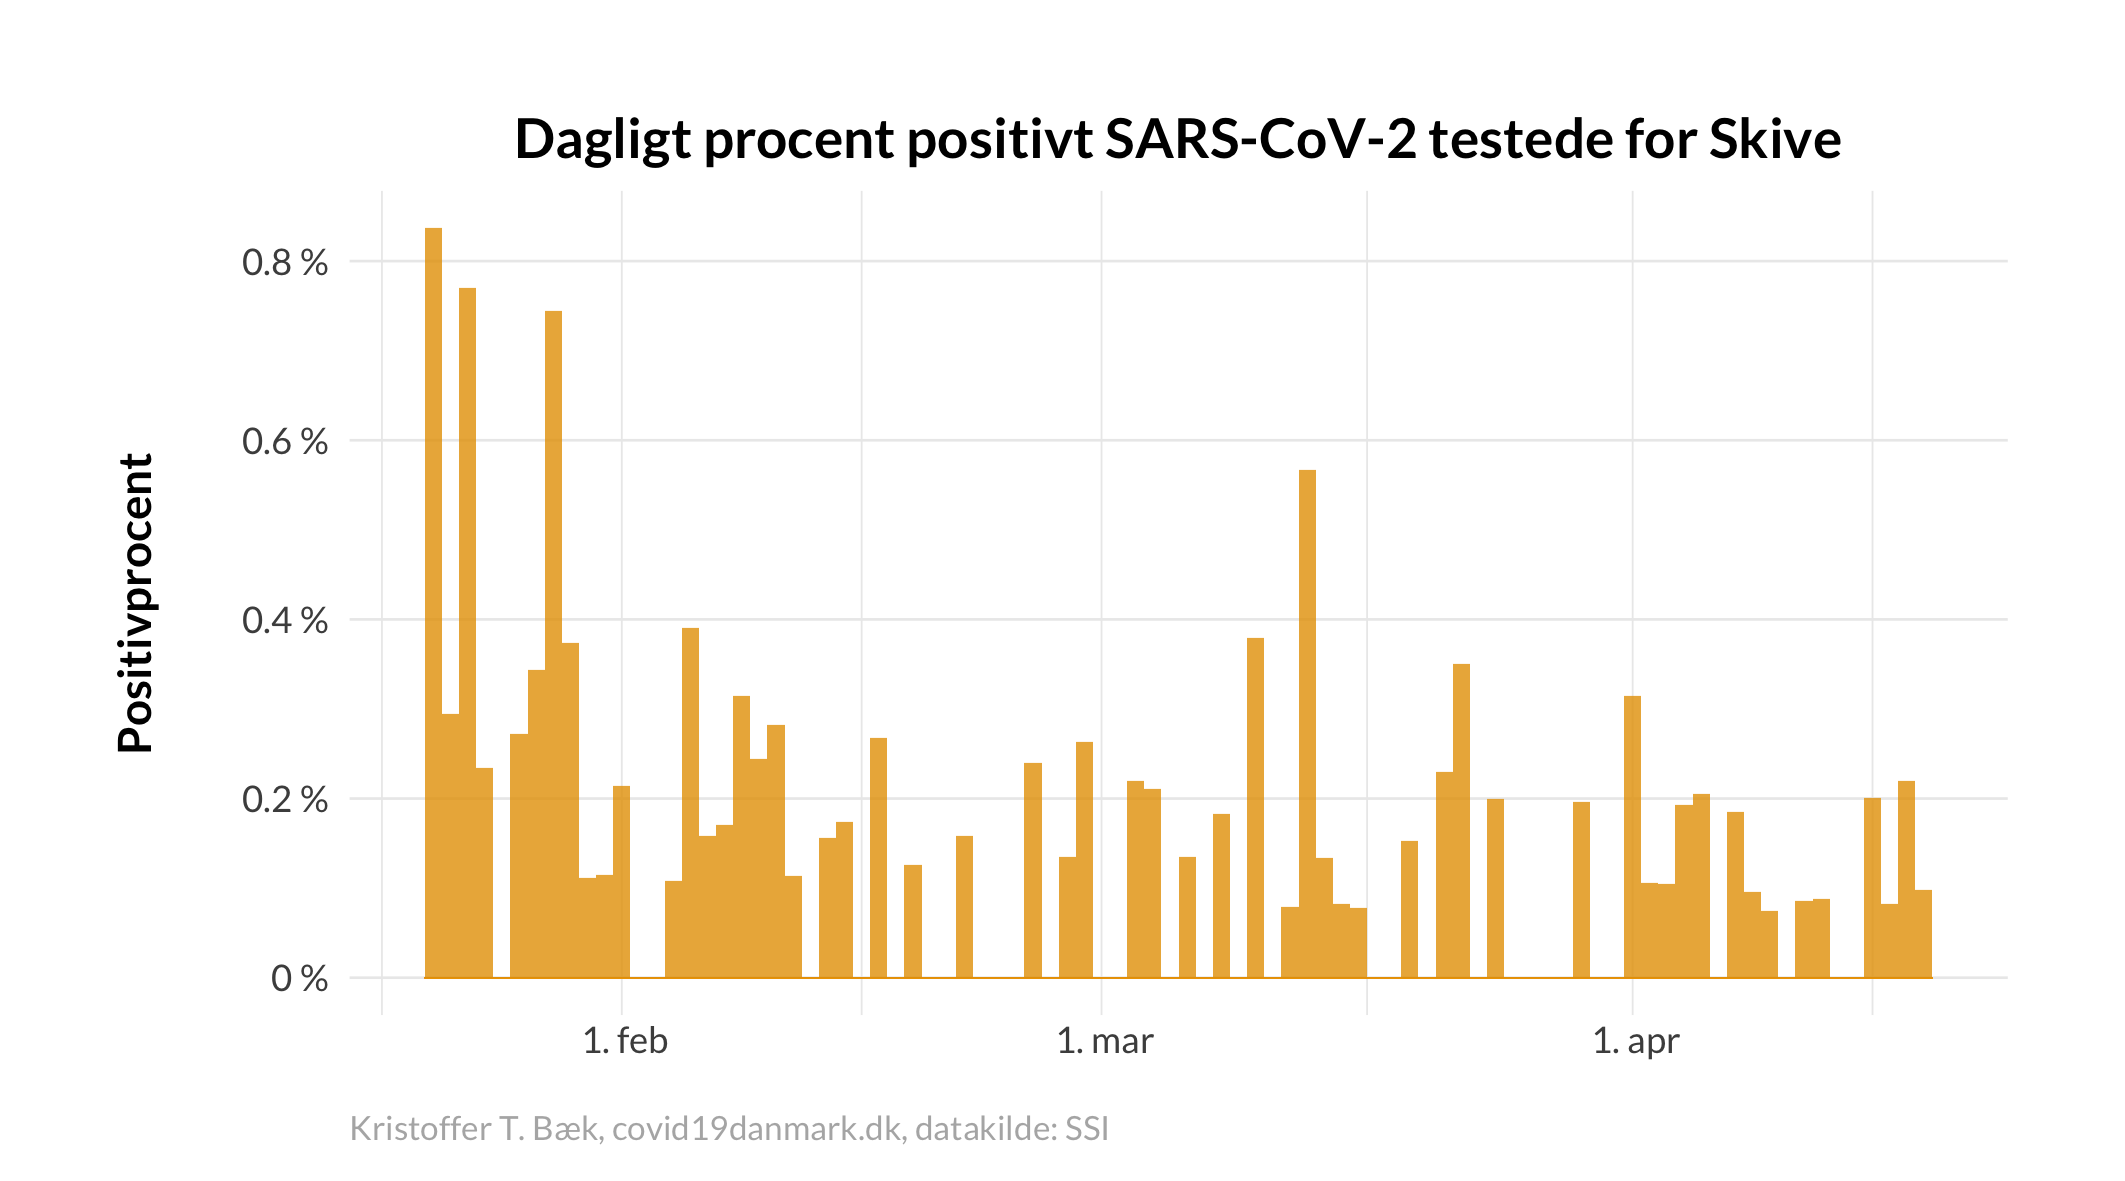 Dagligt procent positivt SARS-CoV-2 testede for Skive
Positivprocent
0.8 %
0.6 %
0.4 %
0.2 %
0 %
1. feb
1. mar
1. apr
Kristoffer T. Bæk, covid19danmark.dk, datakilde: SSI